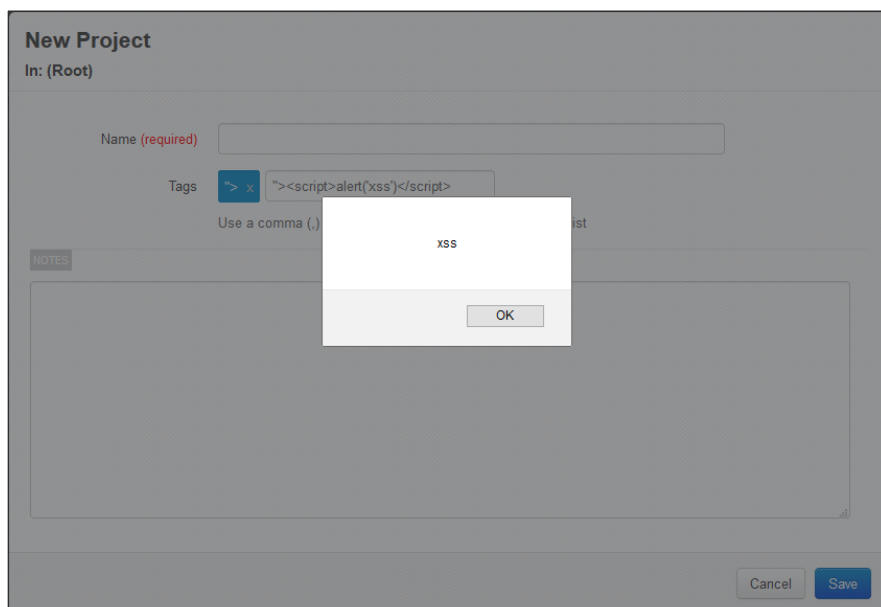 New Project
In: (Root)
Name (required)
Tags "> x "><script>alert('xss')</script>
Use a comma (,) ist
xss
OK
NOTES
Cancel Save